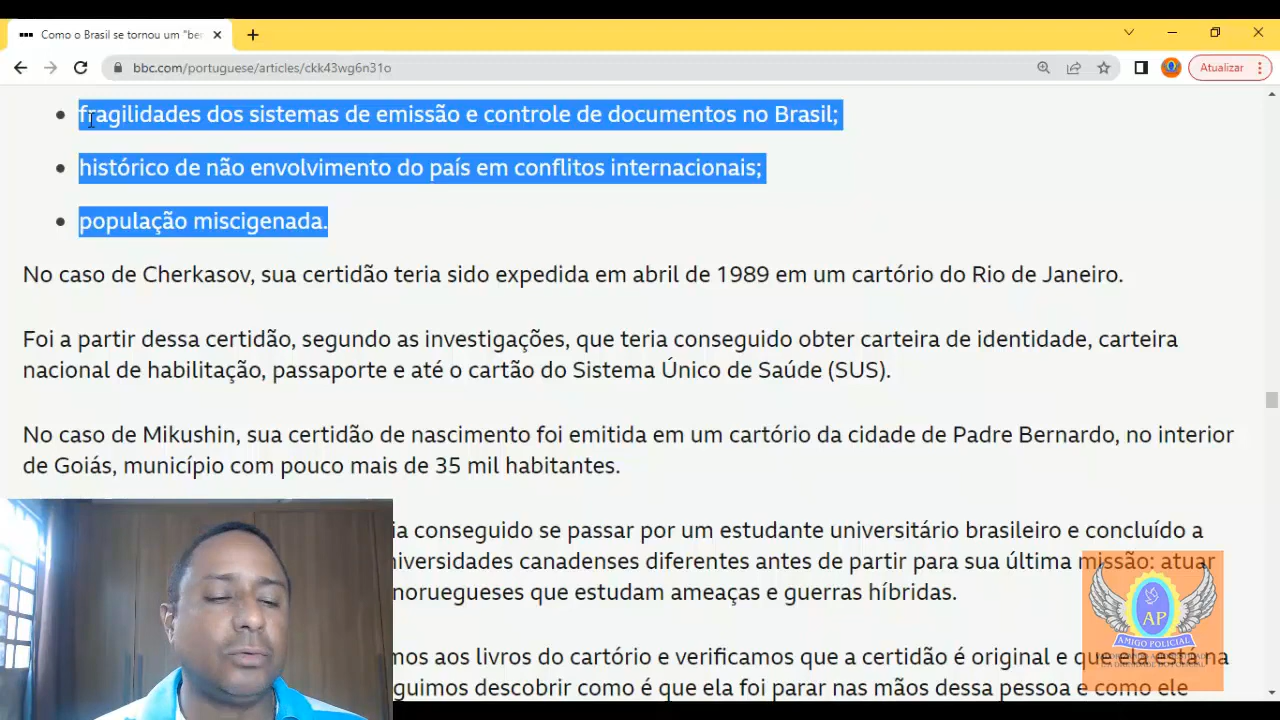 Como o Brasil se tornou um "ber
bbc.com/portuguese/articles/ckk43wg6n31o
Atualizar
fragilidades dos sistemas de emissão e controle de documentos no Brasil;
histórico de não envolvimento do país em conflitos internacionais;
população miscigenada.
No caso de Cherkasov, sua certidão teria sido expedida em abril de 1989 em um cartório do Rio de Janeiro.
Foi a partir dessa certidão, segundo as investigações, que teria conseguido obter carteira de identidade, carteira
nacional de habilitação, passaporte e até o cartão do Sistema Único de Saúde (SUS).
No caso de Mikushin, sua certidão de nascimento foi emitida em um cartório da cidade de Padre Bernardo, no interior
de Goiás, município com pouco mais de 35 mil habitantes.
ia conseguido se passar por um estudante universitário brasileiro e concluído a
niversidades canadenses diferentes antes de partir para sua última missão: atuar
noruegueses que estudam ameaças e guerras híbridas.
mos aos livros do cartório e verificamos que a certidão é original e que ela está na
guimos descobrir como é que ela foi parar nas mãos dessa pessoa e como ele
AP
AMIGO POLICIAL